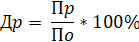 Др = Пр/По * 100%